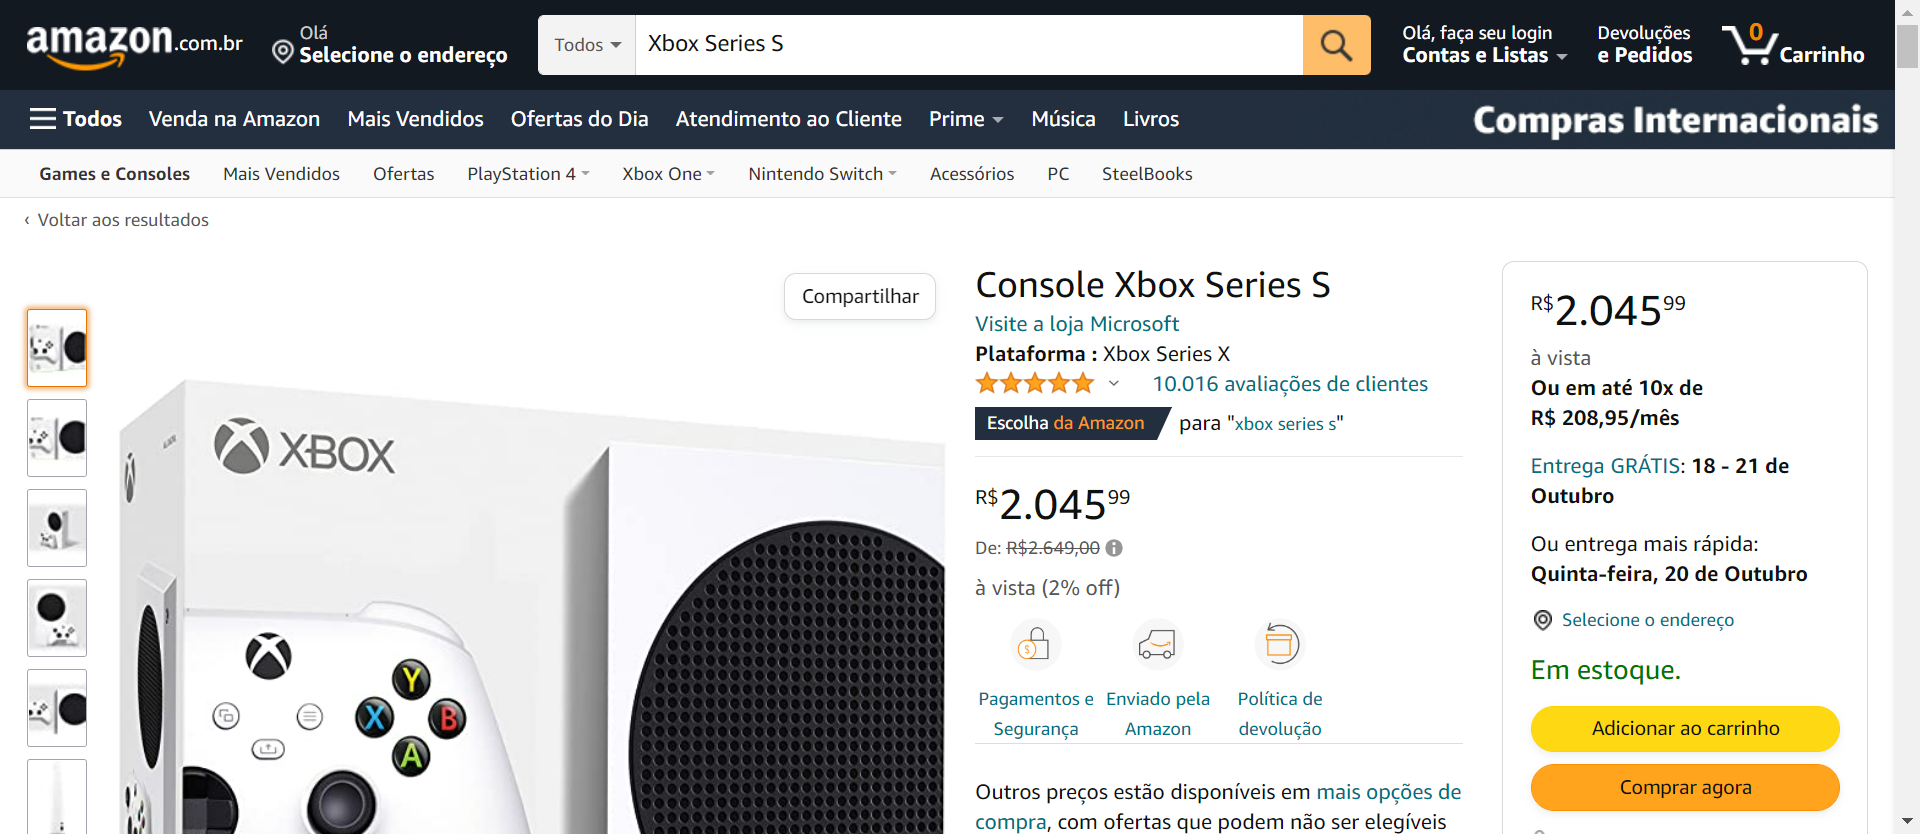 amazon.com.br
Olá
Selecione o endereço
Todos
Xbox Series S
Olá, faça seu login
Contas e Listas
Devoluções
e Pedidos
0
Carrinho
Todos
Venda na Amazon
Mais Vendidos
Ofertas do Dia
Atendimento ao Cliente
Prime
Música
Livros
Compras Internacionais
Games e Consoles
Mais Vendidos
Ofertas
PlayStation 4
Xbox One
Nintendo Switch
Acessórios
PC
SteelBooks
‹ Voltar aos resultados
Compartilhar
XBOX
Y
X
B
A
Console Xbox Series S
Visite a loja Microsoft
Plataforma : Xbox Series X
10.016 avaliações de clientes
Escolha da Amazon para "xbox series s"
R$2.04599
De: R$2.649,00
à vista (2% off)
Pagamentos e
Segurança
Enviado pela
Amazon
Política de
devolução
Outros preços estão disponíveis em mais opções de
compra, com ofertas que podem não ser elegíveis
R$2.04599
à vista
Ou em até 10x de
R$ 208,95/mês
Entrega GRÁTIS: 18 - 21 de
Outubro
Ou entrega mais rápida:
Quinta-feira, 20 de Outubro
Selecione o endereço
Em estoque.
Adicionar ao carrinho
Comprar agora